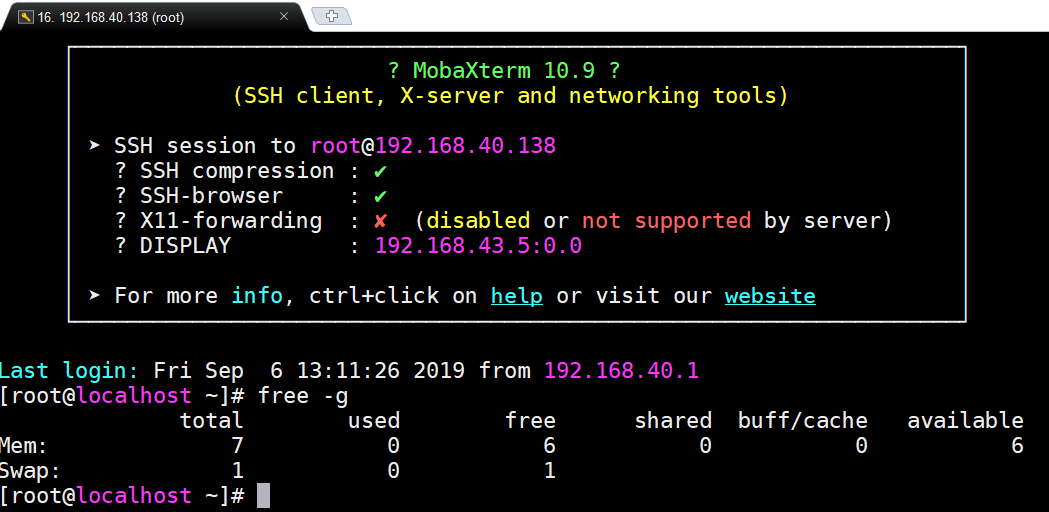 16. 192.168.40.138 (root)
? MobaXterm 10.9 ?
(SSH client, X-server and networking tools)
➤ SSH session to root@192.168.40.138
? SSH compression : ✔
? SSH-browser     : ✔
? X11-forwarding  : ✘  (disabled or not supported by server)
? DISPLAY         : 192.168.43.5:0.0
➤ For more info, ctrl+click on help or visit our website
Last login: Fri Sep  6 13:11:26 2019 from 192.168.40.1
[root@localhost ~]# free -g
              total        used        free      shared  buff/cache   available
Mem:              7           0           6           0           0           6
Swap:             1           0           1
[root@localhost ~]#